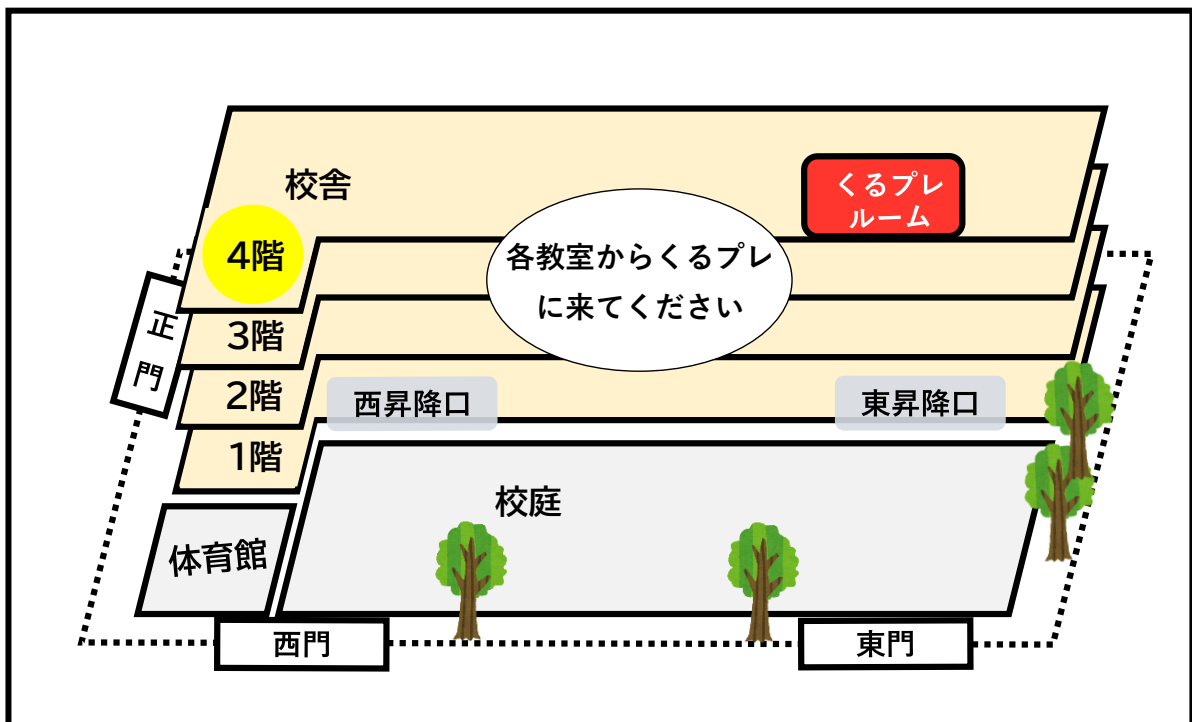 校舎
くるプレ
ルーム
4階
各教室からくるプレ
に来てください
正門
3階
2階
西昇降口
東昇降口
1階
校庭
体育館
西門
東門